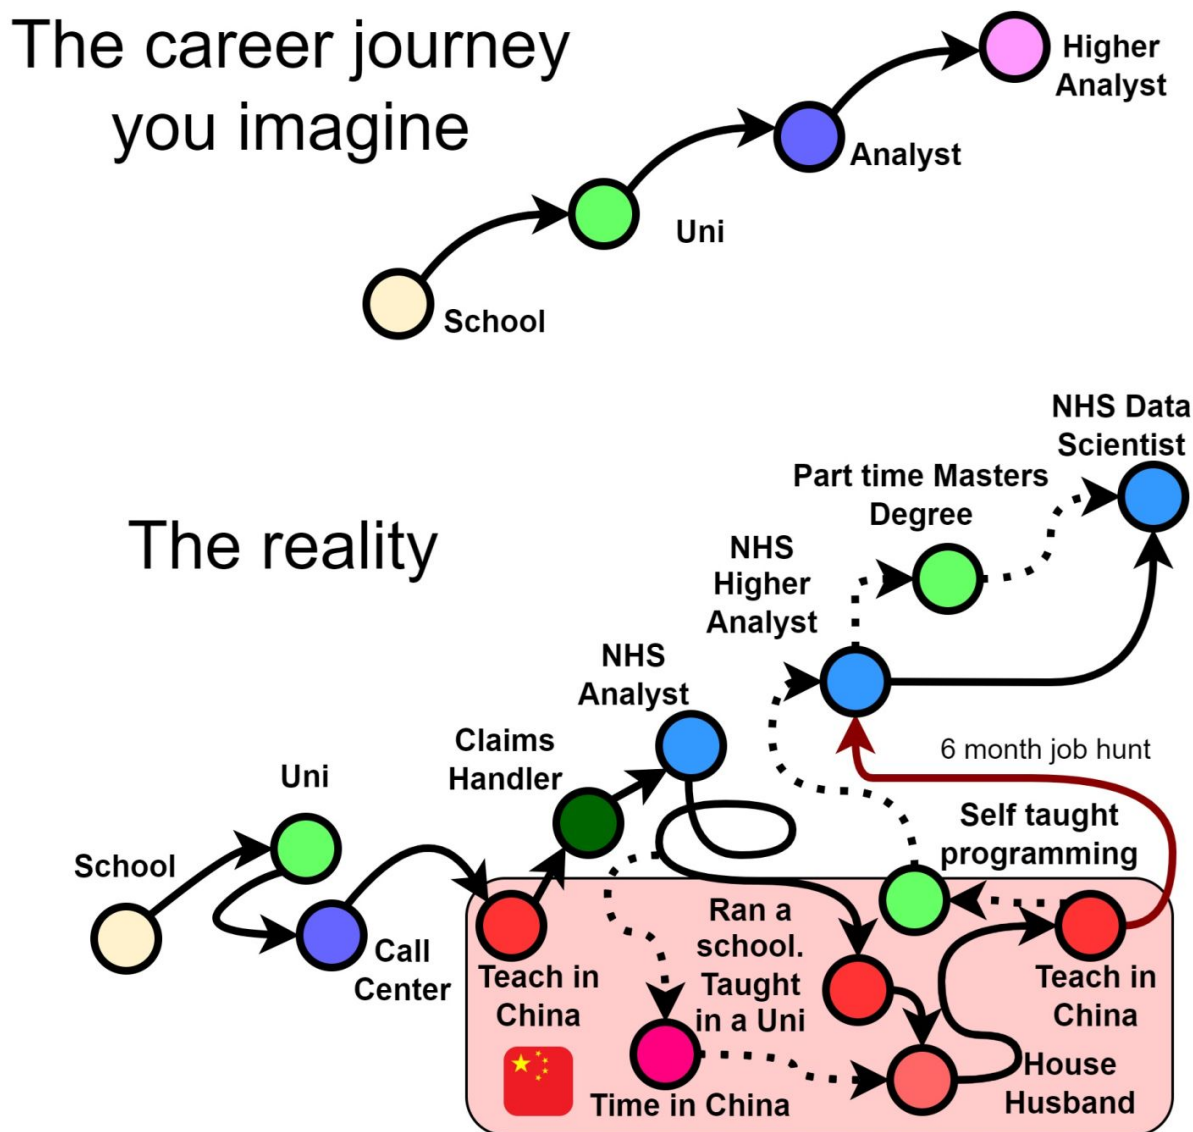 The career journey
you imagine
Higher
Analyst
Analyst
Uni
School
The reality
NHS Data
Scientist
Part time Masters
Degree
NHS
Higher
Analyst
NHS
Analyst
Claims
Handler
Uni
School
Call
Center
6 month job hunt
Self taught
programming
Teach in
China
Ran a
school.
Taught
in a Uni
Teach in
China
Time in China
House
Husband